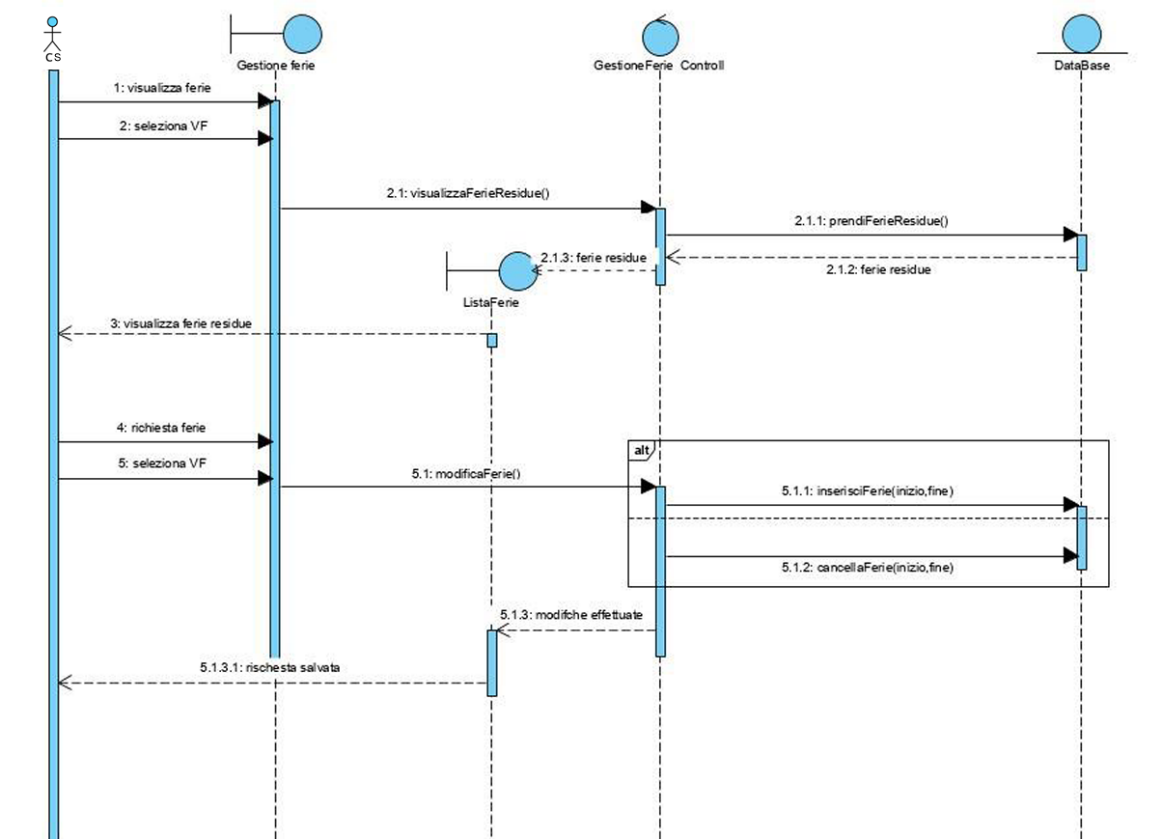 CS
Gestione ferie
GestioneFerie Controll
DataBase
1: visualizza ferie
2: seleziona VF
2.1: visualizzaFerieResidue()
2.1.1: prendiFerieResidue()
2.1.3: ferie residue
2.1.2: ferie residue
ListaFerie
3: visualizza ferie residue
4: richiesta ferie
alt
5: seleziona VF
5.1: modificaFerie()
5.1.1: inserisciFerie(inizio,fine)
5.1.2: cancellaFerie(inizio,fine)
5.1.3: modifche effettuate
5.1.3.1: rischesta salvata